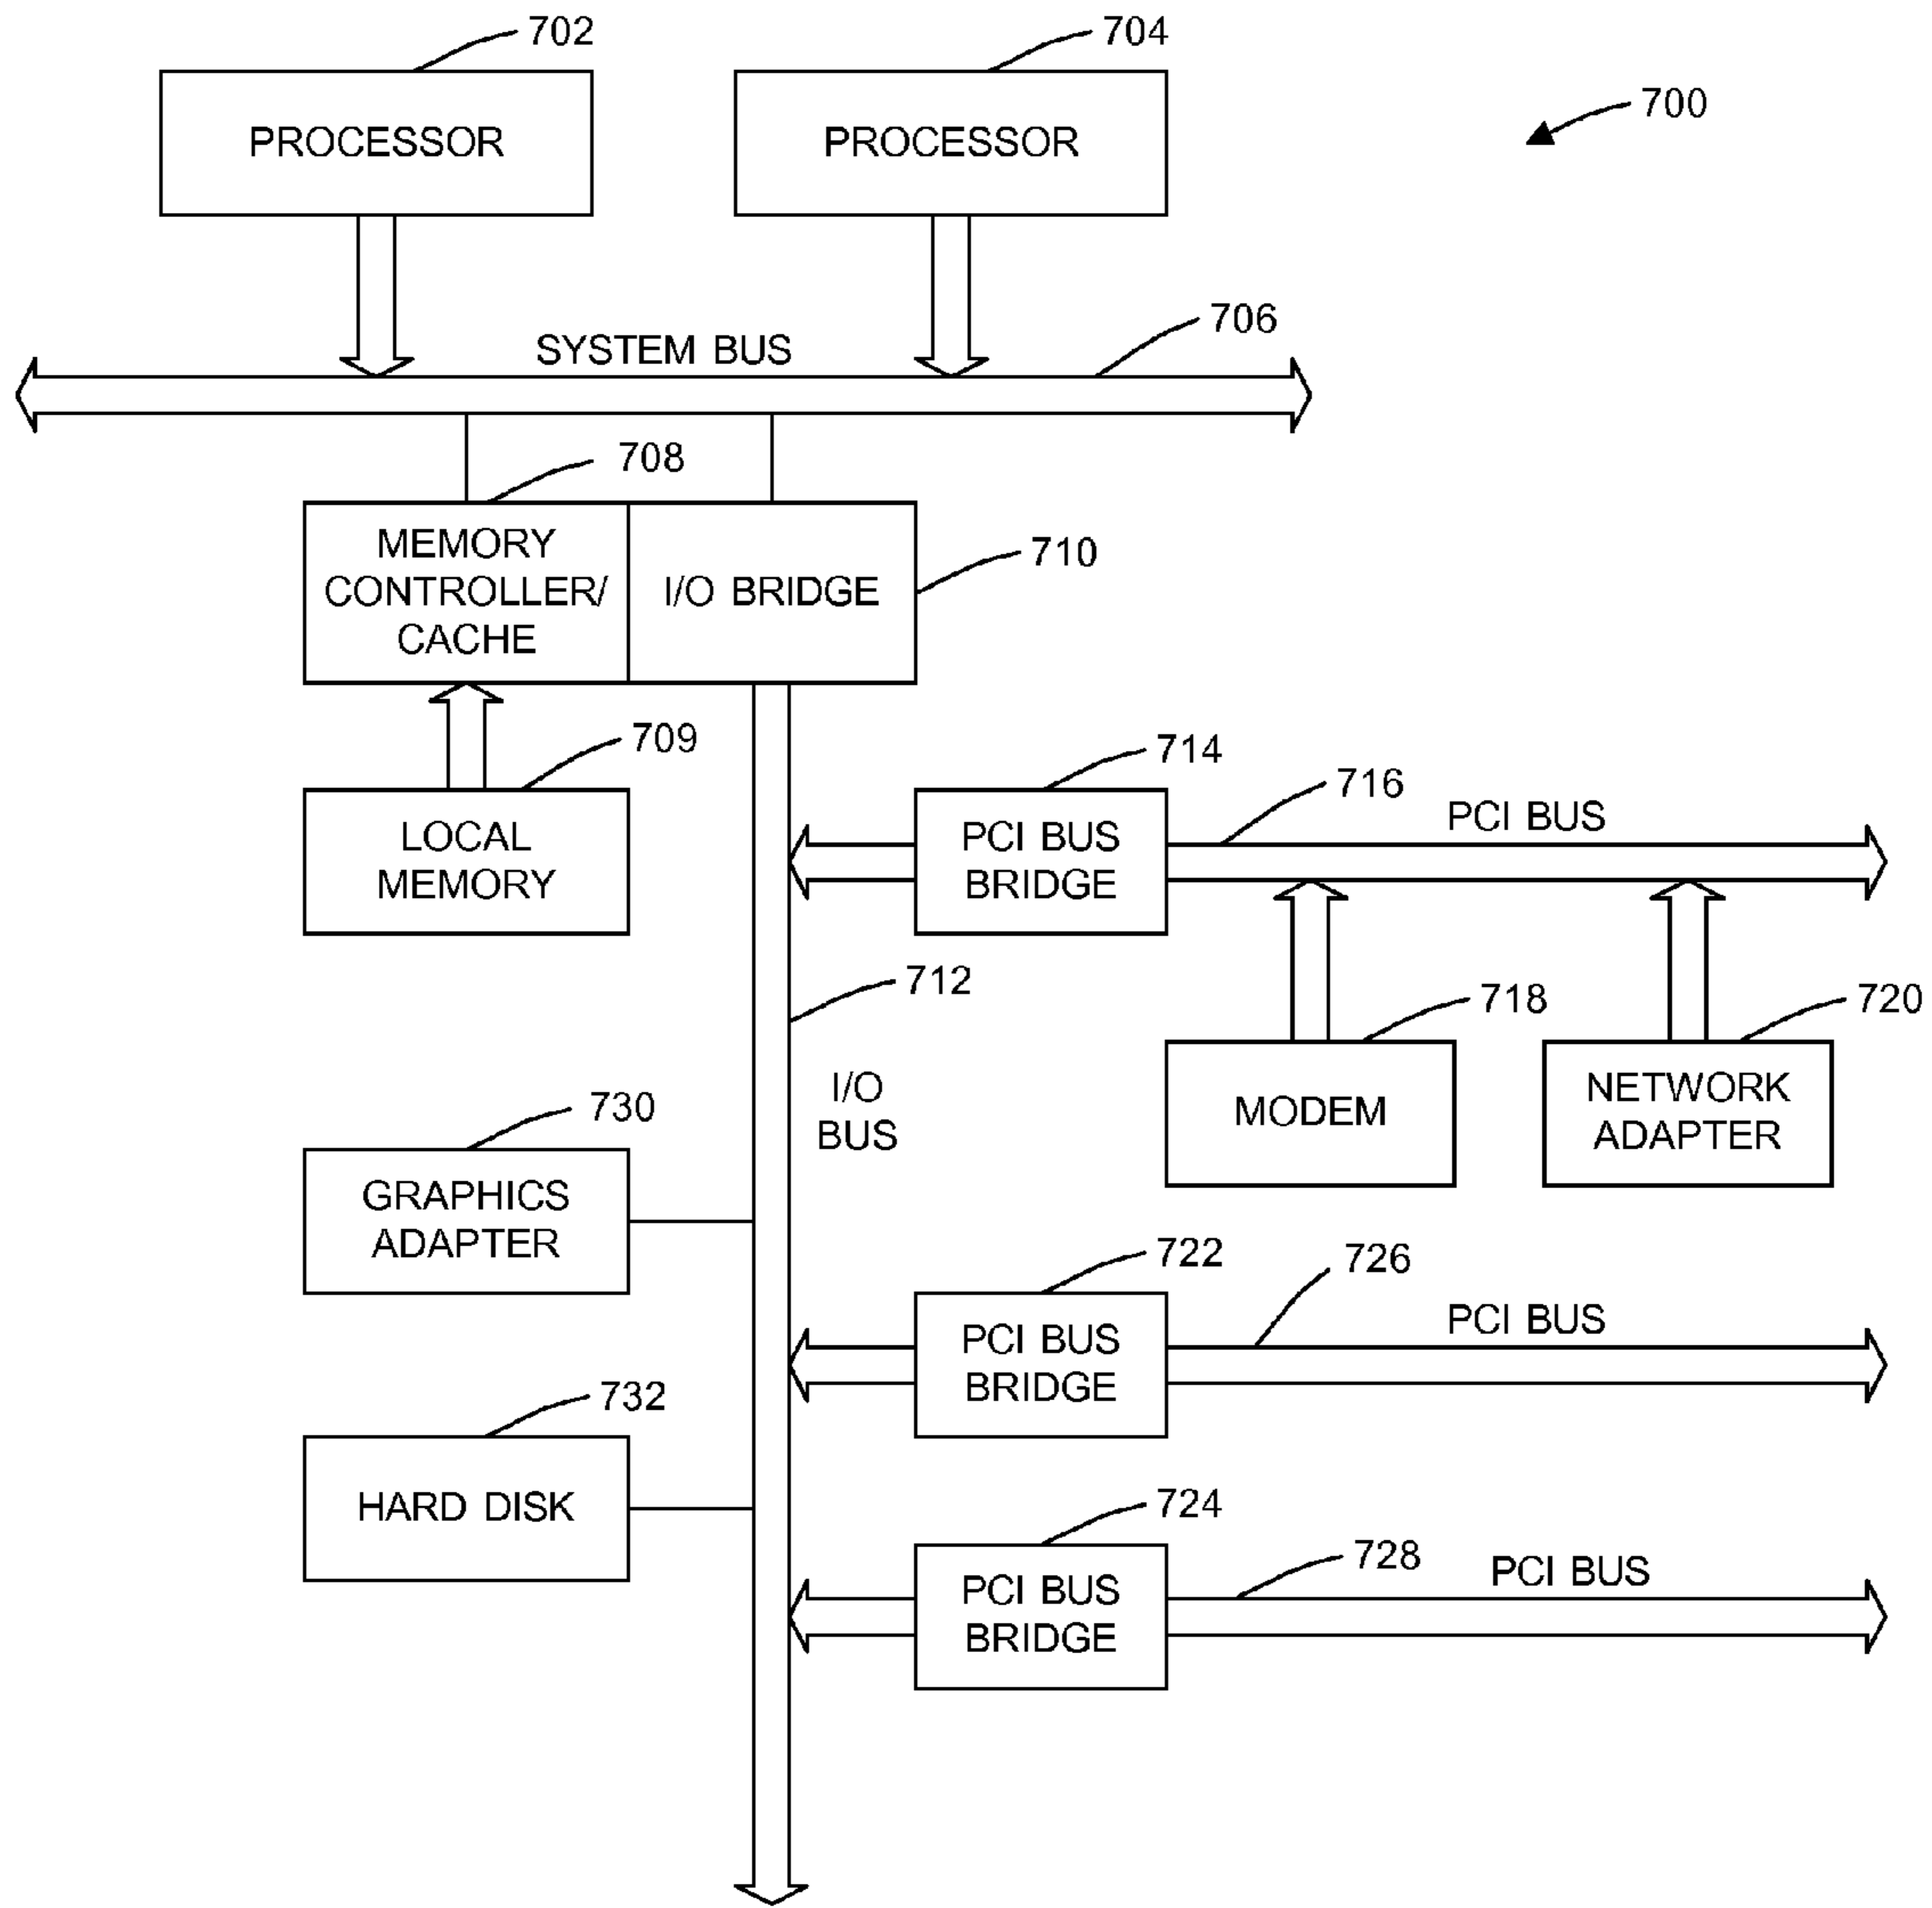 702
704
700
PROCESSOR
PROCESSOR
706
SYSTEM BUS
708
710
MEMORY
CONTROLLER/
CACHE
I/O BRIDGE
709
714
716
PCI BUS
LOCAL
MEMORY
PCI BUS
BRIDGE
712
718
720
I/O
BUS
MODEM
NETWORK
ADAPTER
730
GRAPHICS
ADAPTER
722
726
PCI BUS
PCI BUS
BRIDGE
732
HARD DISK
724
728
PCI BUS
PCI BUS
BRIDGE